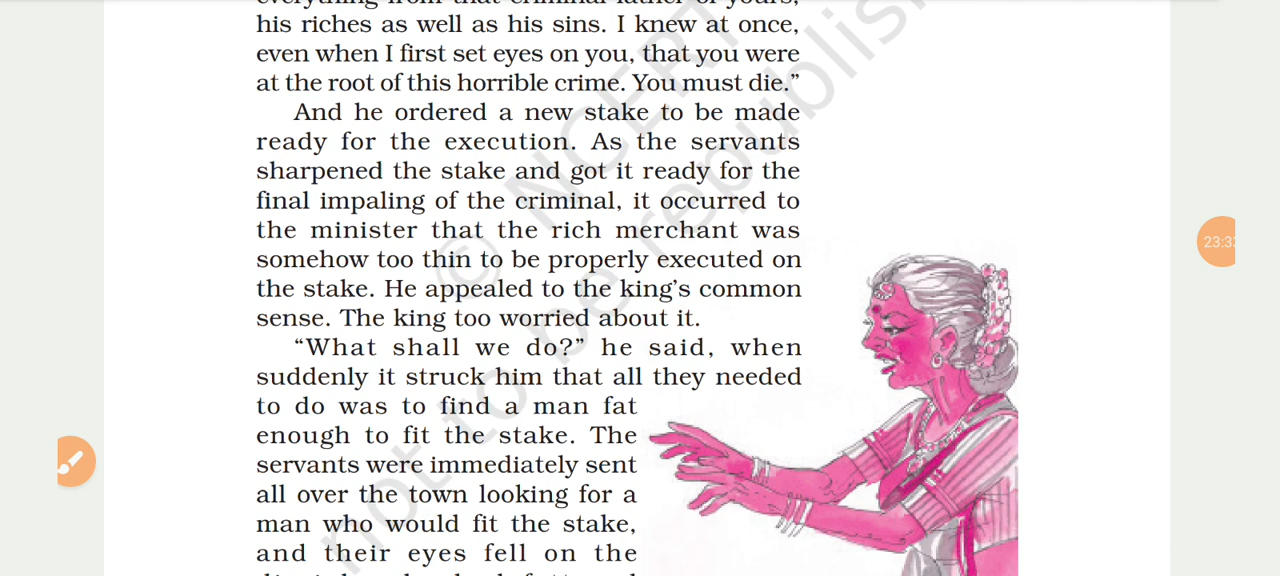 his riches as well as his sins. I knew at once,
even when I first set eyes on you, that you were
at the root of this horrible crime. You must die.”
And he ordered a new stake to be made
ready for the execution. As the servants
sharpened the stake and got it ready for the
final impaling of the criminal, it occurred to
the minister that the rich merchant was
somehow too thin to be properly executed on
the stake. He appealed to the king’s common
sense. The king too worried about it.
“What shall we do?” he said, when
suddenly it struck him that all they needed
to do was to find a man fat
enough to fit the stake. The
servants were immediately sent
all over the town looking for a
man who would fit the stake,
and their eyes fell on the
© NCERT
not to be republish